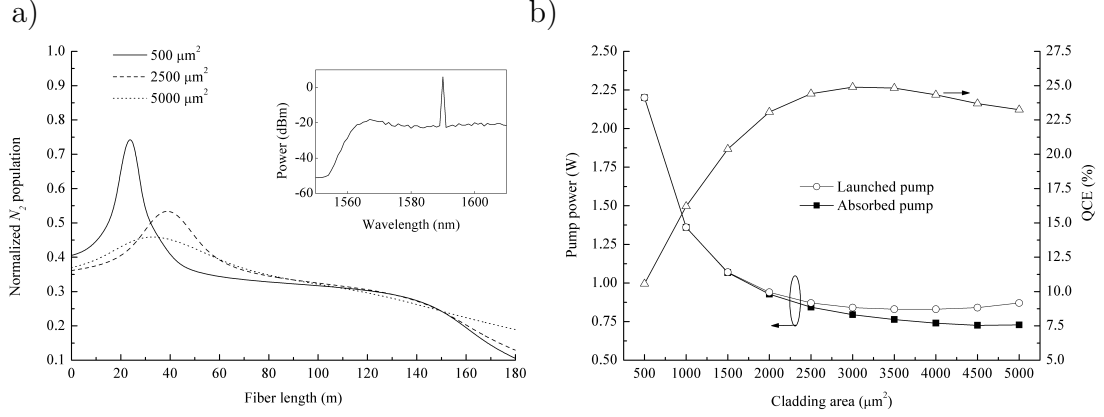 a)
1.0
0.9
0.8
0.7
0.6
0.5
0.4
0.3
0.2
0.1
0 20 40 60 80 100 120 140 160 180
Normalized N₂ population
Fiber length (m)
500 μm²
2500 μm²
5000 μm²
0
-20
-40
-60
1560 1580 1600
Power (dBm)
Wavelength (nm)
b)
2.50
2.25
2.00
1.75
1.50
1.25
1.00
0.75
0.50
500 1000 1500 2000 2500 3000 3500 4000 4500 5000
Pump power (W)
Cladding area (μm²)
Launched pump
Absorbed pump
27.5
25.0
22.5
20.0
17.5
15.0
12.5
10.0
7.5
5.0
QCE (%)